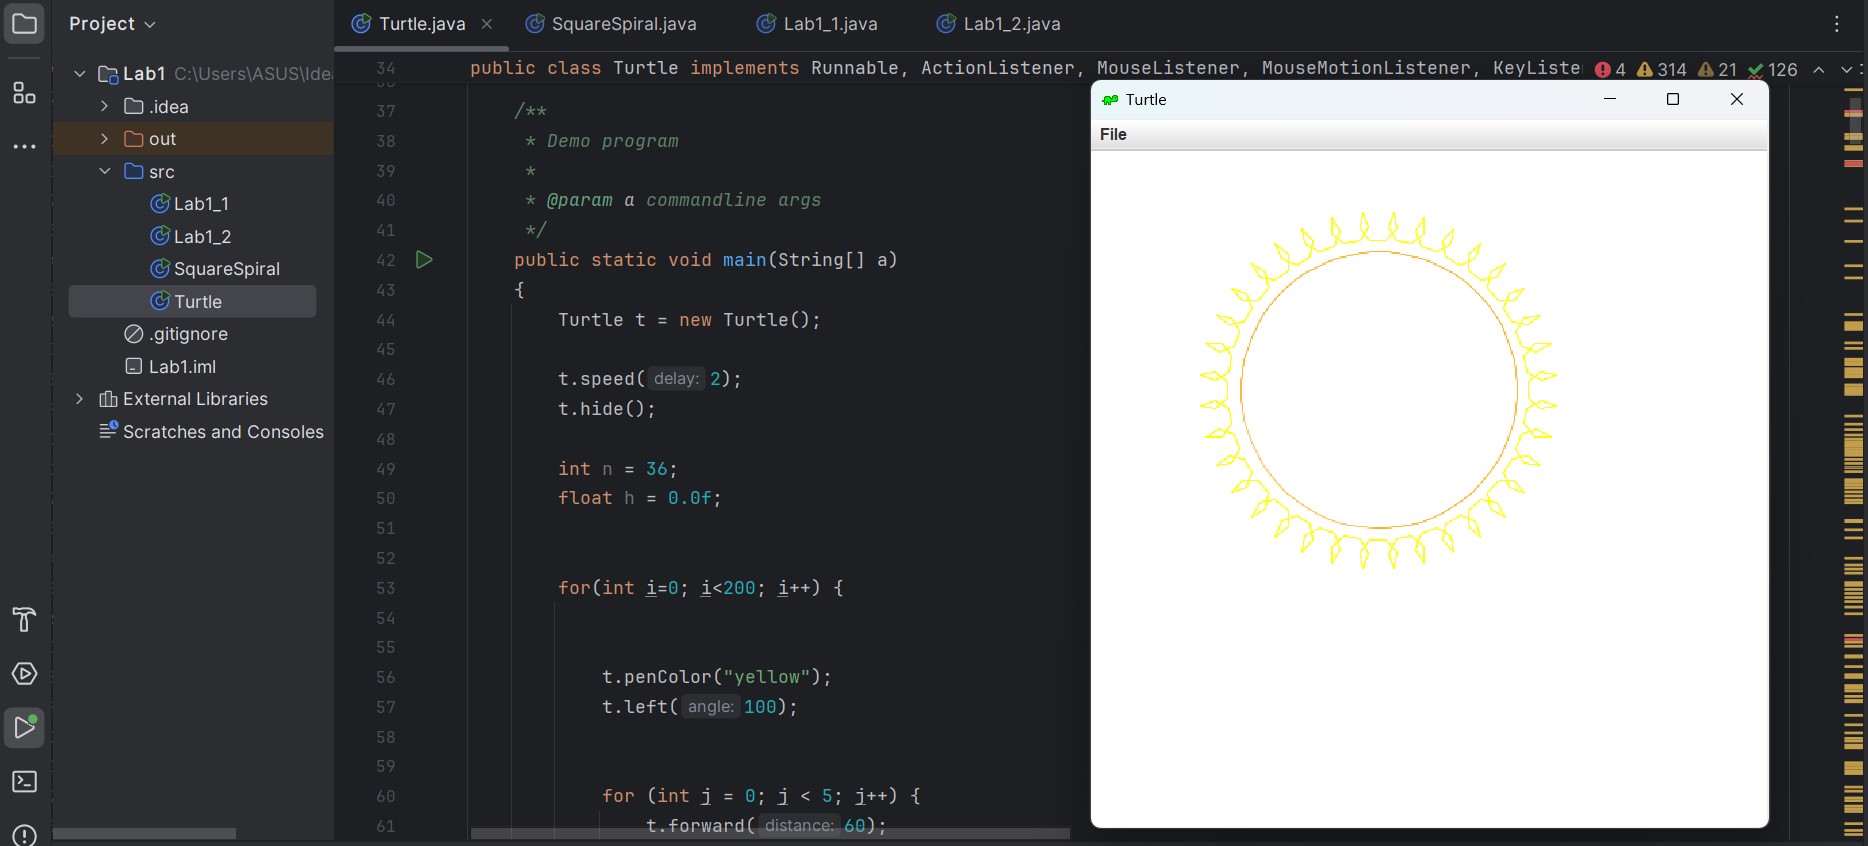 Project
Turtle.java
SquareSpiral.java
Lab1_1.java
Lab1_2.java
Lab1 C:\Users\ASUS\Ide
.idea
out
src
Lab1_1
Lab1_2
SquareSpiral
Turtle
.gitignore
Lab1.iml
External Libraries
Scratches and Consoles
34 public class Turtle implements Runnable, ActionListener, MouseListener, MouseMotionListener, KeyListe
4 314 21 126
37 /**
38 * Demo program
39 *
40 * @param a commandline args
41 */
42 public static void main(String[] a)
43 {
44 Turtle t = new Turtle();
45
46 t.speed( delay: 2);
47 t.hide();
48
49 int n = 36;
50 float h = 0.0f;
51
52
53 for(int i=0; i<200; i++) {
54
55
56 t.penColor("yellow");
57 t.left( angle: 100);
58
59
60 for (int j = 0; j < 5; j++) {
61 t.forward( distance: 60);
Turtle
File